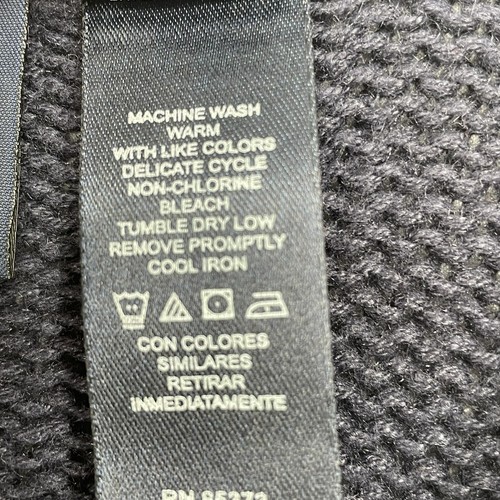 MACHINE WASH
WARM
WITH LIKE COLORS
DELICATE CYCLE
NON-CHLORINE
BLEACH
TUMBLE DRY LOW
REMOVE PROMPTLY
COOL IRON
CON COLORES
SIMILARES
RETIRAR
INMEDIATAMENTE
RN